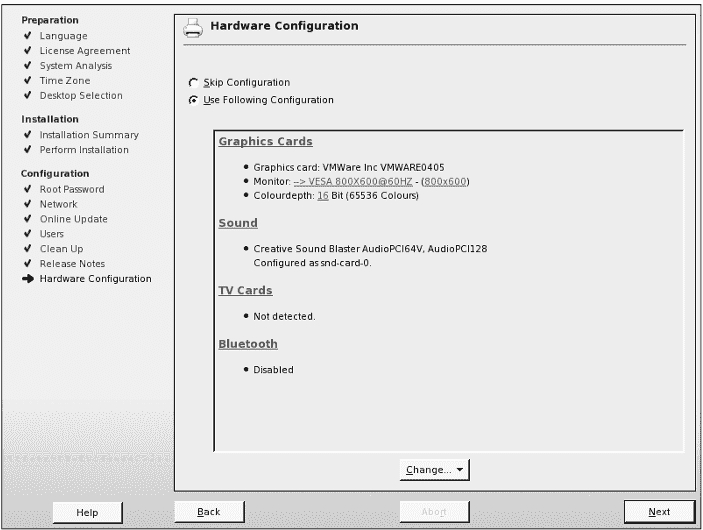 Preparation
Language
License Agreement
System Analysis
Time Zone
Desktop Selection
Installation
Installation Summary
Perform Installation
Configuration
Root Password
Network
Online Update
Users
Clean Up
Release Notes
Hardware Configuration
Hardware Configuration
Skip Configuration
Use Following Configuration
Graphics Cards
Graphics card: VMWare Inc VMWARE0405
Monitor: --> VESA 800X600@60HZ - (800x600)
Colourdepth: 16 Bit (65536 Colours)
Sound
Creative Sound Blaster AudioPCI64V, AudioPCI128
Configured as snd-card-0.
TV Cards
Not detected.
Bluetooth
Disabled
Change...
Help
Back
Abort
Next